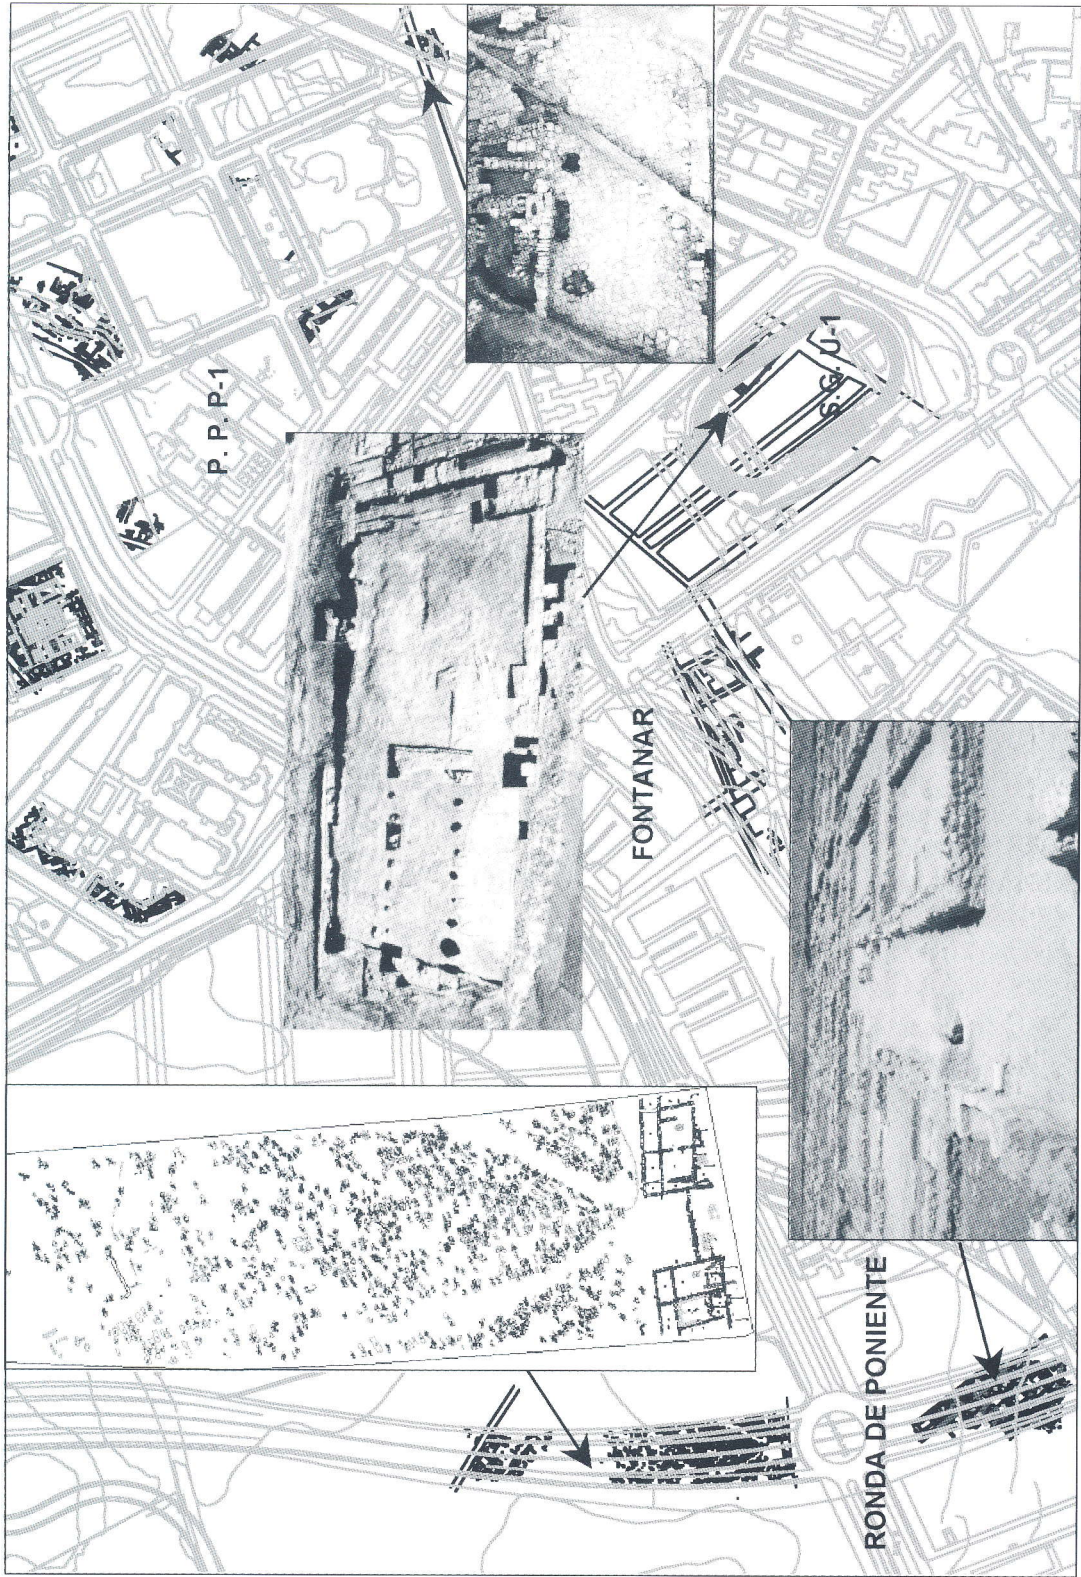 P. P. P-1
S. G. U-1
FONTANAR
RONDA DE PONIENTE